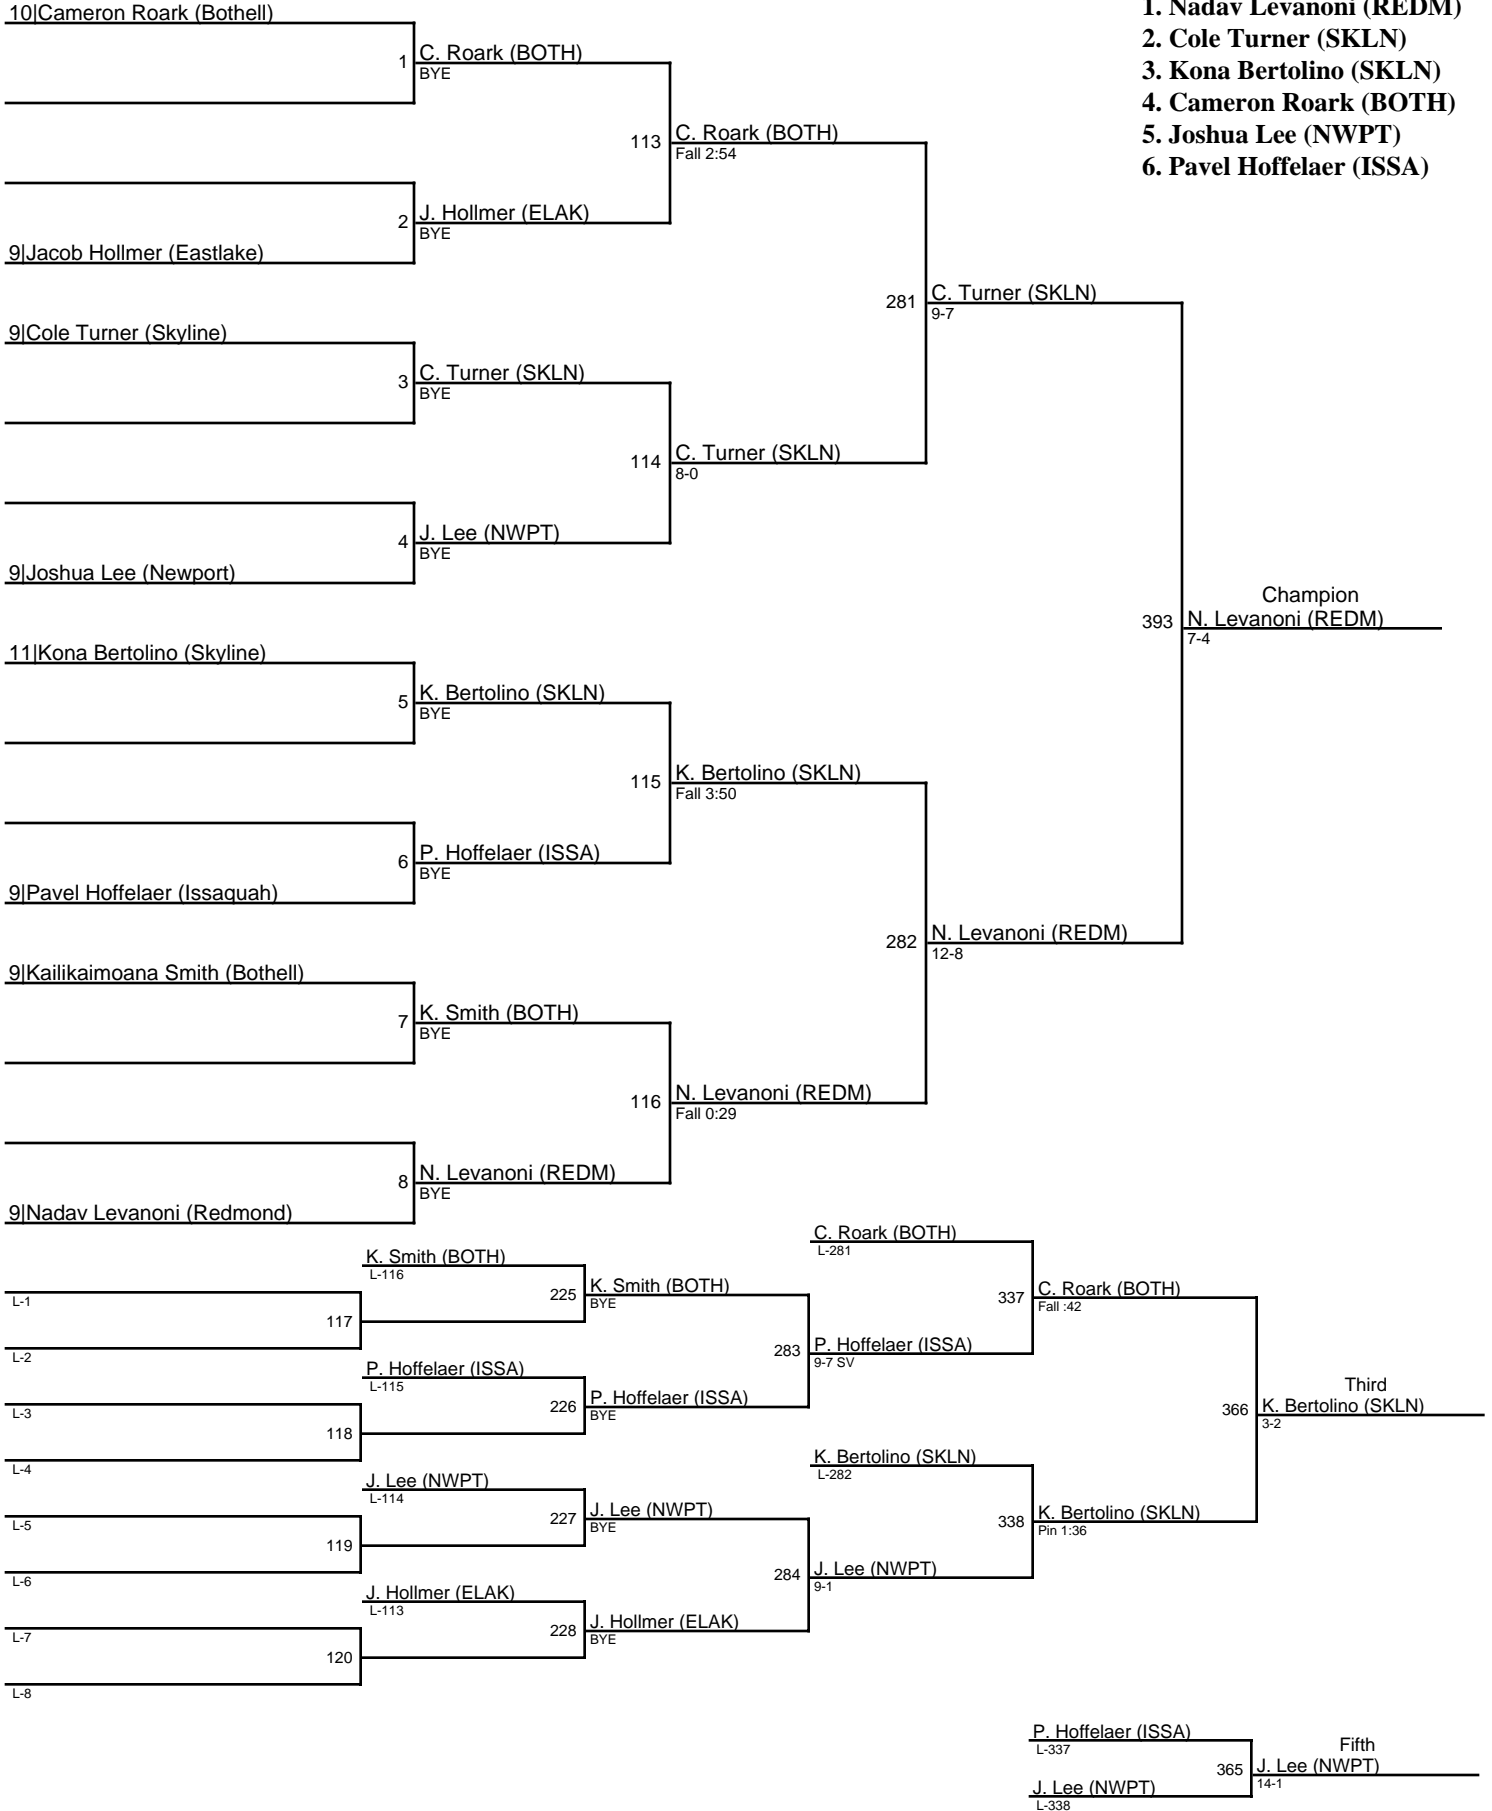 10|Cameron Roark (Bothell)
1. Nadav Levanoni (REDM)
2. Cole Turner (SKLN)
3. Kona Bertolino (SKLN)
4. Cameron Roark (BOTH)
5. Joshua Lee (NWPT)
6. Pavel Hoffelaer (ISSA)
1
C. Roark (BOTH)
BYE
113
C. Roark (BOTH)
Fall 2:54
2
J. Hollmer (ELAK)
BYE
9|Jacob Hollmer (Eastlake)
281
C. Turner (SKLN)
9-7
9|Cole Turner (Skyline)
3
C. Turner (SKLN)
BYE
114
C. Turner (SKLN)
8-0
4
J. Lee (NWPT)
BYE
9|Joshua Lee (Newport)
Champion
393
N. Levanoni (REDM)
7-4
11|Kona Bertolino (Skyline)
5
K. Bertolino (SKLN)
BYE
115
K. Bertolino (SKLN)
Fall 3:50
6
P. Hoffelaer (ISSA)
BYE
9|Pavel Hoffelaer (Issaquah)
282
N. Levanoni (REDM)
12-8
9|Kailikaimoana Smith (Bothell)
7
K. Smith (BOTH)
BYE
116
N. Levanoni (REDM)
Fall 0:29
8
N. Levanoni (REDM)
BYE
9|Nadav Levanoni (Redmond)
C. Roark (BOTH)
L-281
K. Smith (BOTH)
L-116
225
K. Smith (BOTH)
BYE
337
C. Roark (BOTH)
Fall :42
L-1
117
L-2
283
P. Hoffelaer (ISSA)
9-7 SV
P. Hoffelaer (ISSA)
L-115
226
P. Hoffelaer (ISSA)
BYE
L-3
118
L-4
Third
366
K. Bertolino (SKLN)
3-2
K. Bertolino (SKLN)
L-282
J. Lee (NWPT)
L-114
227
J. Lee (NWPT)
BYE
338
K. Bertolino (SKLN)
Pin 1:36
L-5
119
L-6
284
J. Lee (NWPT)
9-1
J. Hollmer (ELAK)
L-113
228
J. Hollmer (ELAK)
BYE
L-7
120
L-8
P. Hoffelaer (ISSA)
L-337
Fifth
365
J. Lee (NWPT)
14-1
J. Lee (NWPT)
L-338